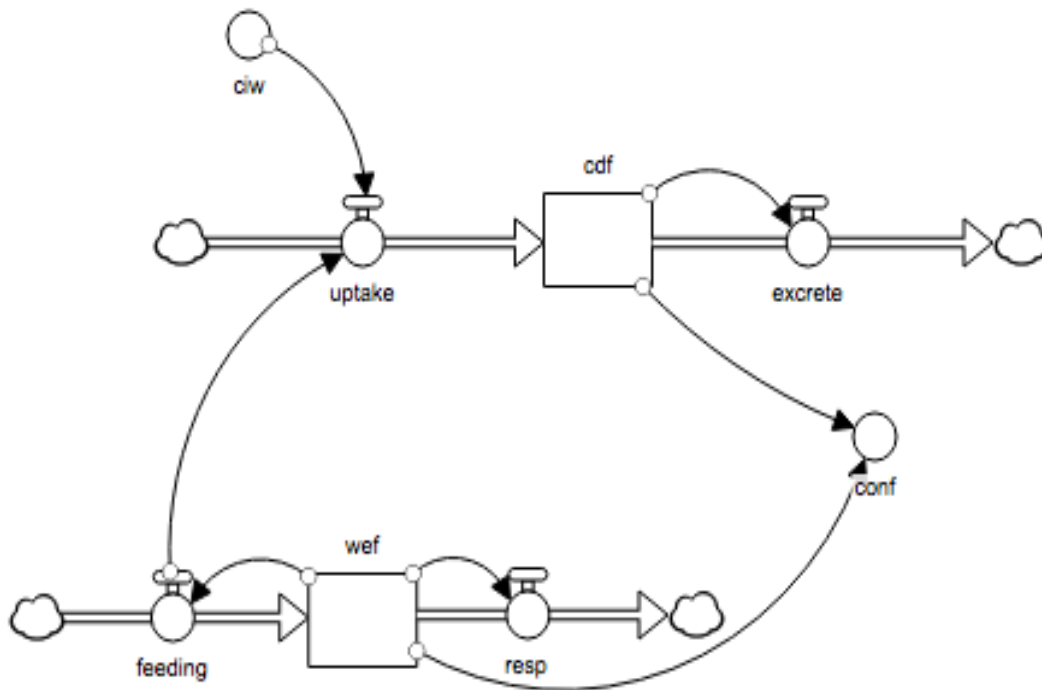 ciw
cdf
uptake
excrete
conf
wef
feeding
resp